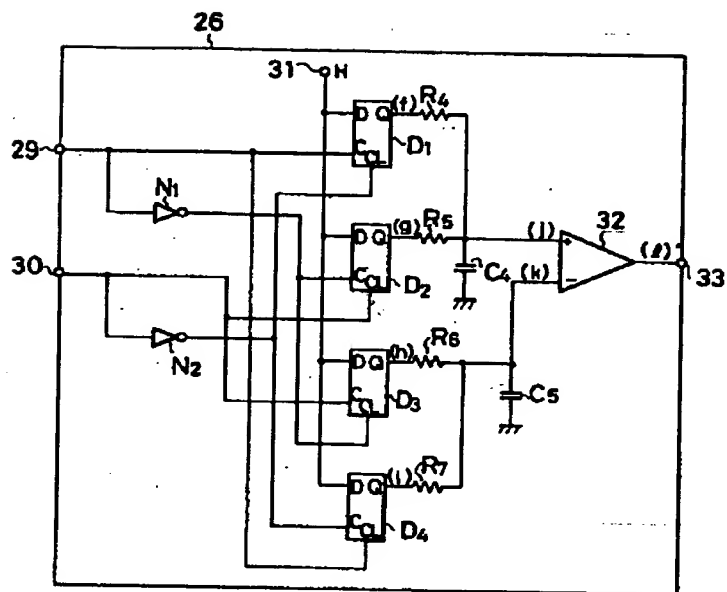 26
31 H
D Q (f) R4
C CL D1
29
N1
D Q (g) R5 (j) + 32 (ℓ)
C CL D2 C4 (k) − 33
30
N2
D Q (h) R6
C CL D3 C5
D Q (i) R7
C CL D4